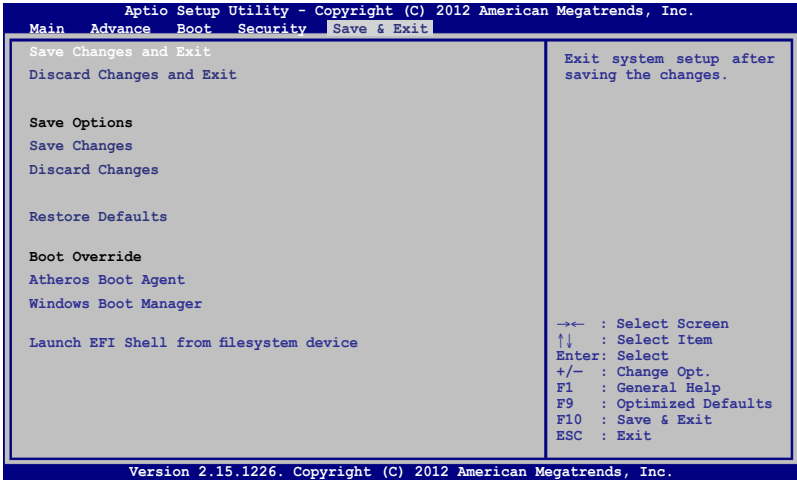 Aptio Setup Utility - Copyright (C) 2012 American Megatrends, Inc.
Main Advance Boot Security Save & Exit
Save Changes and Exit
Discard Changes and Exit
Save Options
Save Changes
Discard Changes
Restore Defaults
Boot Override
Atheros Boot Agent
Windows Boot Manager
Launch EFI Shell from filesystem device
Exit system setup after
saving the changes.
→← : Select Screen
↑↓ : Select Item
Enter: Select
+/— : Change Opt.
F1 : General Help
F9 : Optimized Defaults
F10 : Save & Exit
ESC : Exit
Version 2.15.1226. Copyright (C) 2012 American Megatrends, Inc.